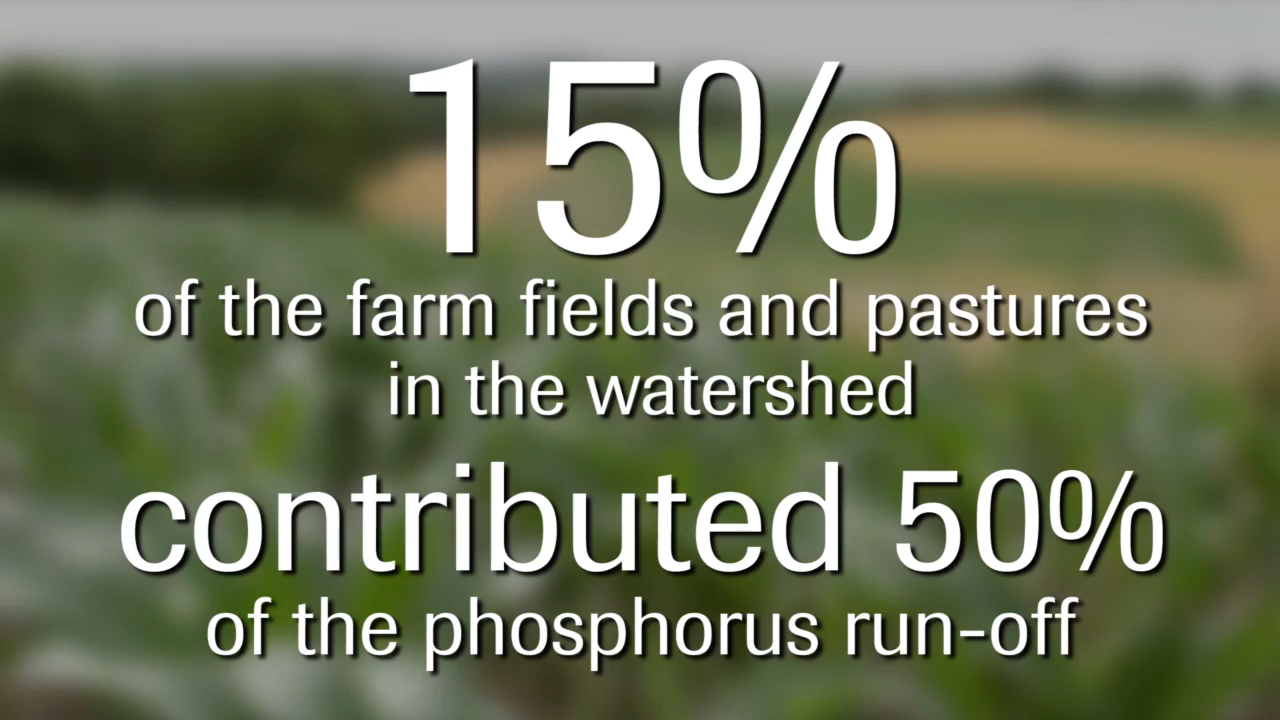 15%
of the farm fields and pastures
in the watershed
contributed 50%
of the phosphorus run-off